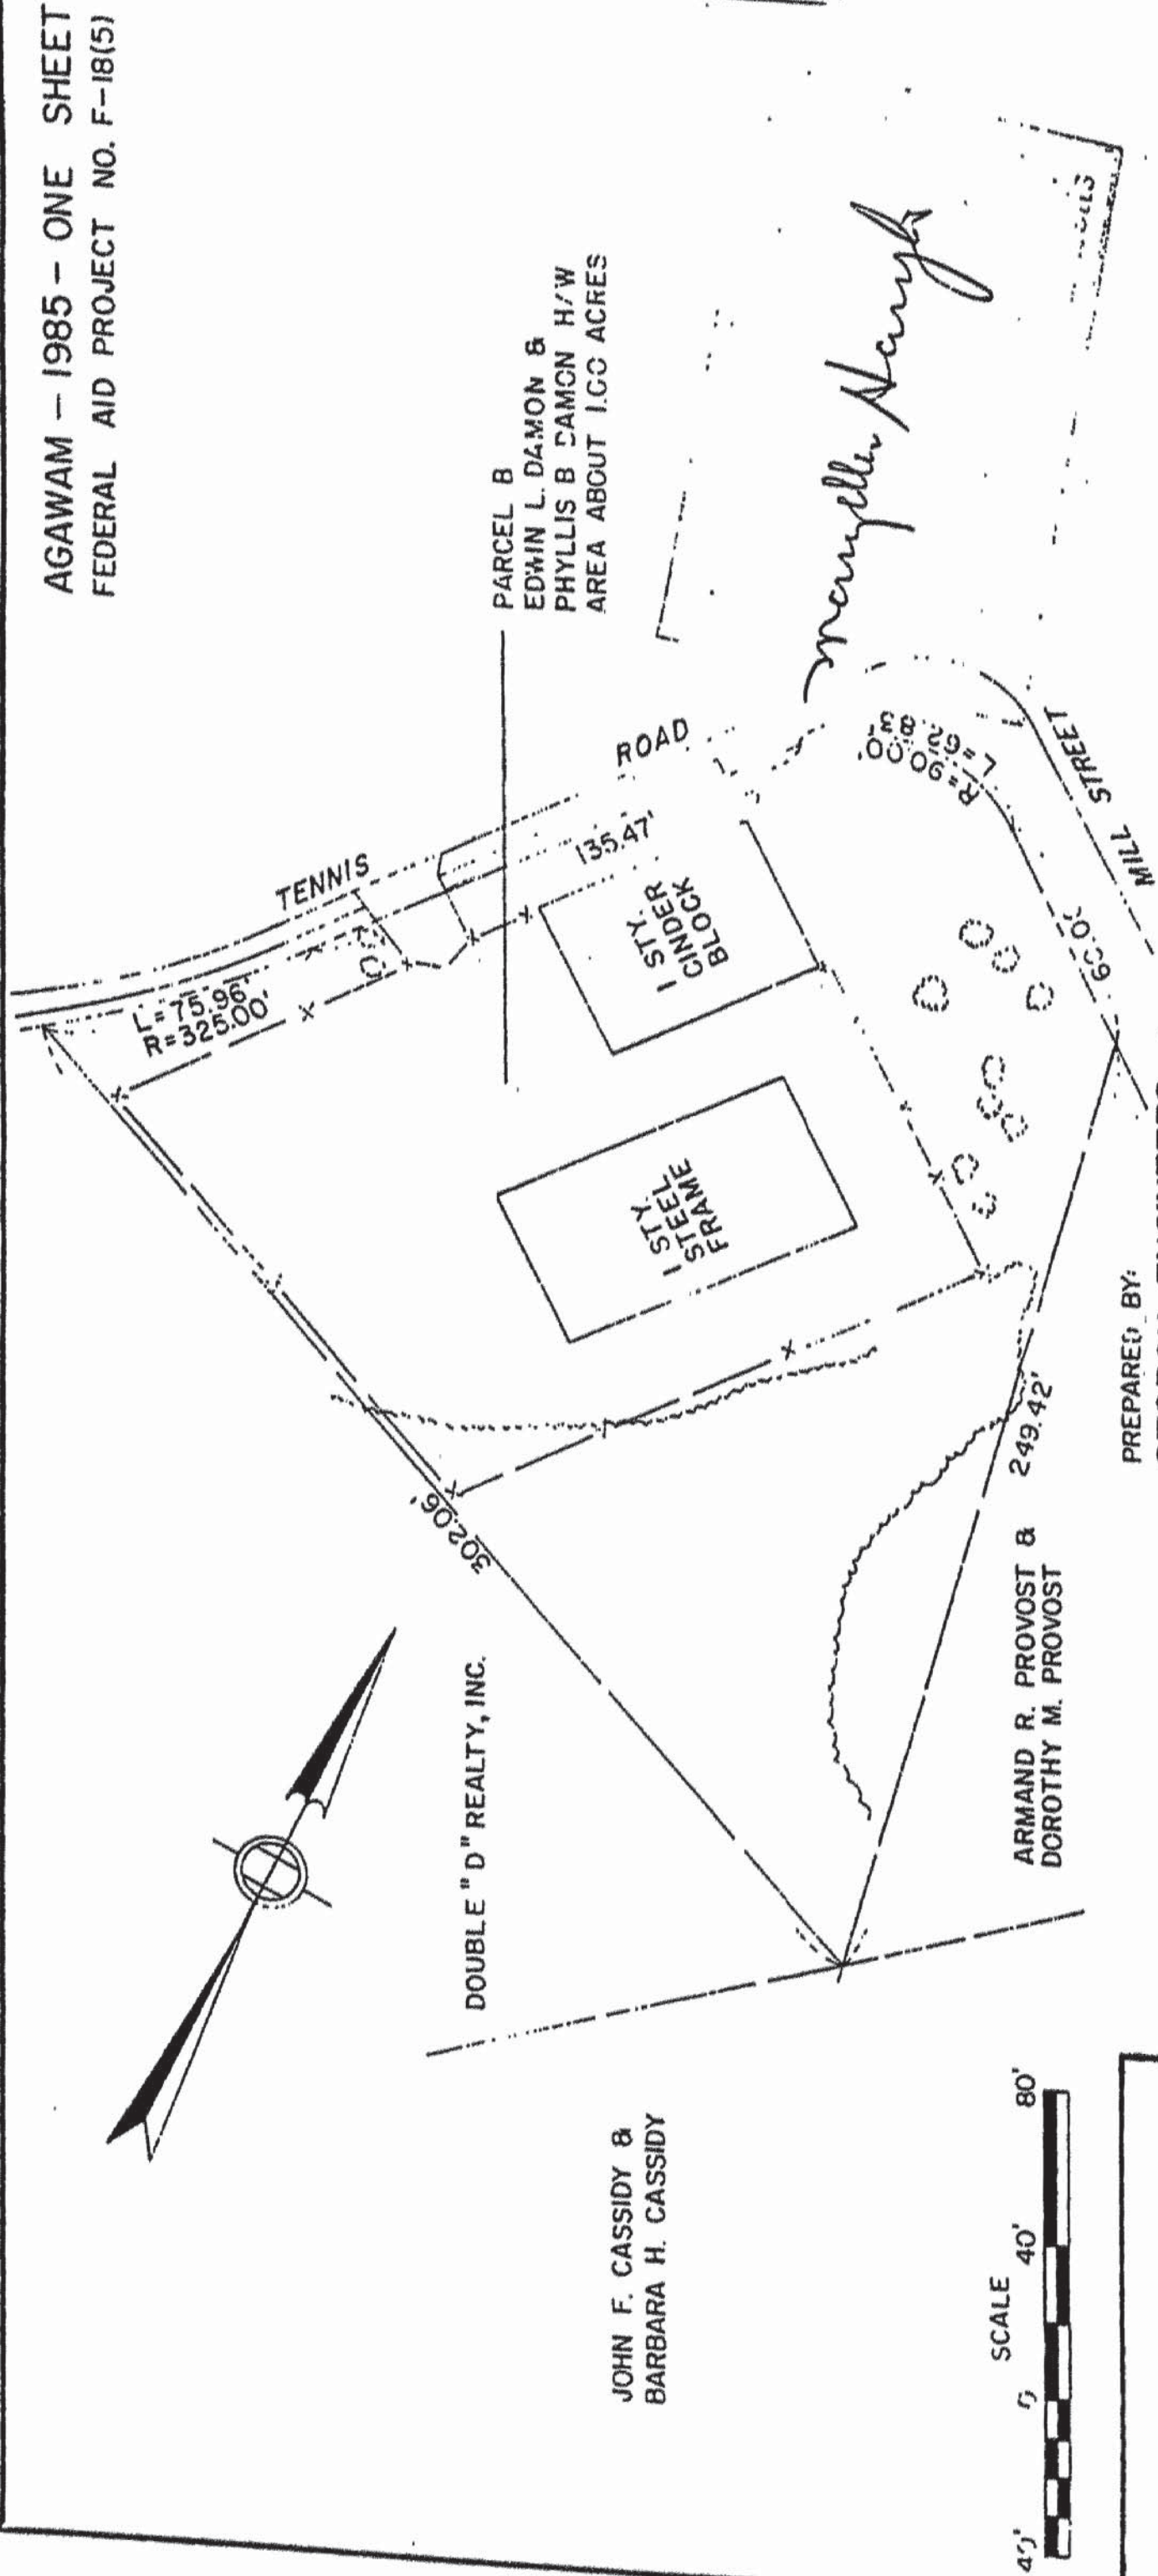 AGAWAM — 1985 — ONE SHEET
FEDERAL AID PROJECT NO. F-18(5)
PARCEL B
EDWIN L. DAMON &
PHYLLIS B DAMON H/W
AREA ABOUT 1.00 ACRES
TENNIS ROAD
L=75.96'
R=325.00'
135.47'
1 STY.
CINDER
BLOCK
R=90.00'
L=62.83'
MILL STREET
1 STY.
STEEL
FRAME
302.06'
249.42'
DOUBLE "D" REALTY, INC.
ARMAND R. PROVOST &
DOROTHY M. PROVOST
PREPARED BY:
JOHN F. CASSIDY &
BARBARA H. CASSIDY
SCALE
40' 0 40' 80'